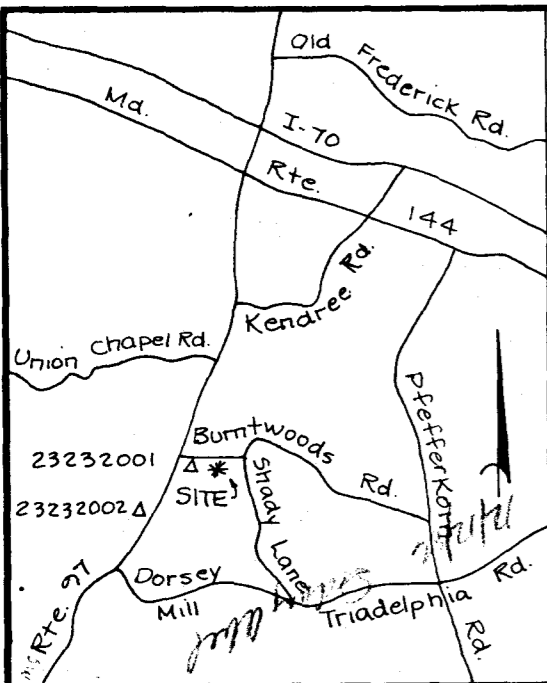 Old Frederick Rd.
I-70
Md. Rte. 144
Kendree Rd.
Union Chapel Rd.
Pfefferkorn Rd.
Burntwoods Rd.
23232001
SITE
23232002
Shady Lane
Rte. 97
Dorsey Mill
Triadelphia Rd.